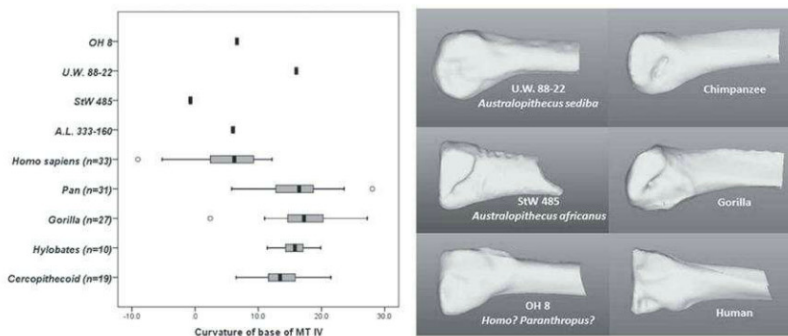 OH 8
U.W. 88-22
StW 485
A.L. 333-160
Homo sapiens (n=33)
Pan (n=31)
Gorilla (n=27)
Hylobates (n=10)
Cercopithecoid (n=19)
-10.0 0 10.0 20.0 30.0
Curvature of base of MT IV
U.W. 88-22
Australopithecus sediba
Chimpanzee
StW 485
Australopithecus africanus
Gorilla
OH 8
Homo? Paranthropus?
Human